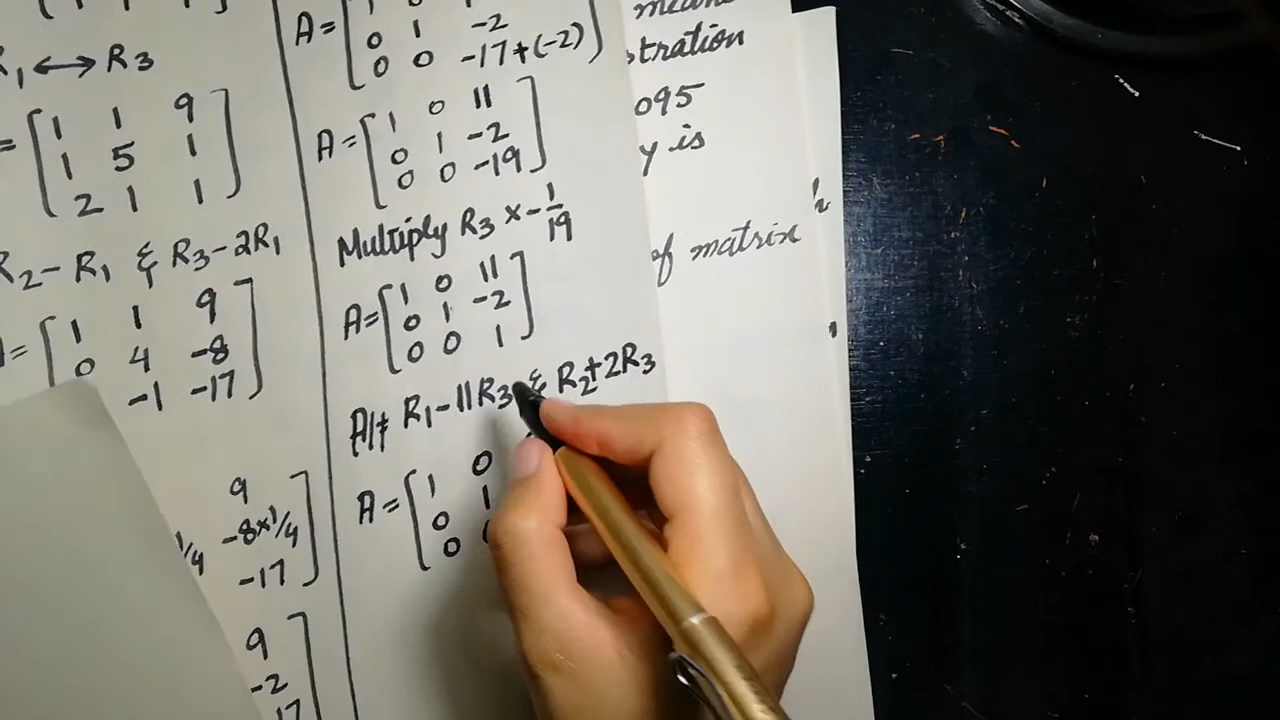 R1 ↔ R3
= [1 1 9
1 5 1
2 1 1]
R2 - R1 & R3 - 2R1
= [1 1 9
0 4 -8
-1 -17]
9
1/4 -8×1/4
-17]
9
-2
-17
A = [
0 1 -2
0 0 -17+(-2)]
A = [1 0 11
0 1 -2
0 0 -19]
Multiply R3 × -1/19
A = [1 0 11
0 1 -2
0 0 1]
R1 - 11R3 & R2 + 2R3
A = [1 0
0 1
0
095
y is
of matrix